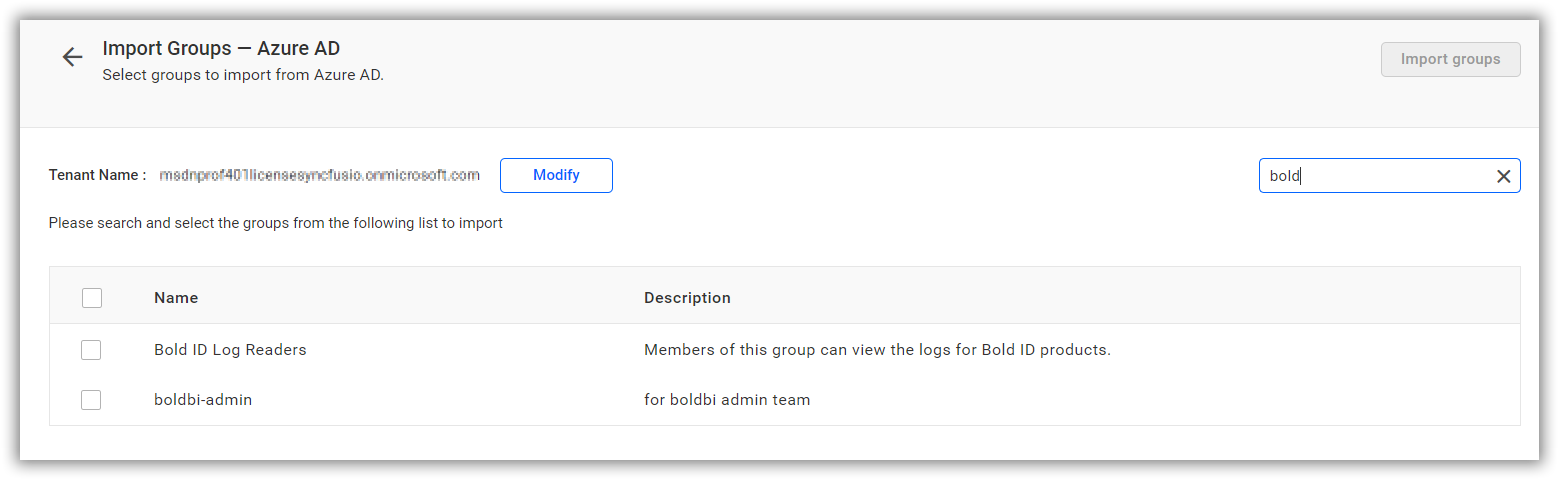 Import Groups — Azure AD
Select groups to import from Azure AD.
Import groups
Tenant Name : msdnprof401licensesyncfusio.onmicrosoft.com
Modify
bold
Please search and select the groups from the following list to import
Name Description
Bold ID Log Readers Members of this group can view the logs for Bold ID products.
boldbi-admin for boldbi admin team